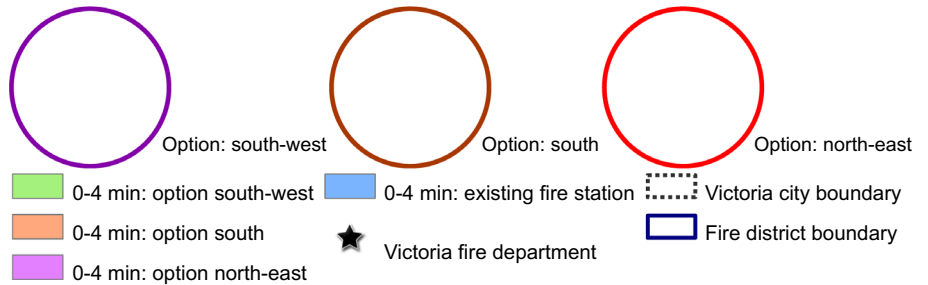 Option: south-west
Option: south
Option: north-east
0-4 min: option south-west
0-4 min: existing fire station
Victoria city boundary
0-4 min: option south
Victoria fire department
Fire district boundary
0-4 min: option north-east